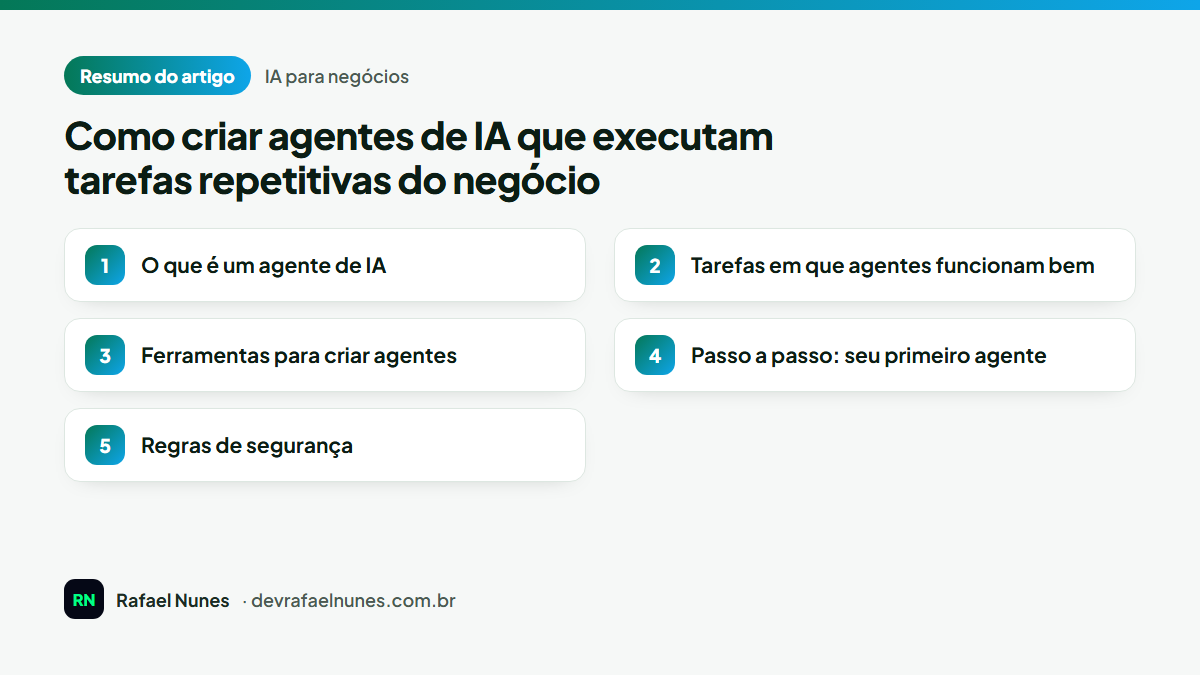 Resumo do artigo IA para negócios
Como criar agentes de IA que executam
tarefas repetitivas do negócio
1 O que é um agente de IA
2 Tarefas em que agentes funcionam bem
3 Ferramentas para criar agentes
4 Passo a passo: seu primeiro agente
5 Regras de segurança
RN Rafael Nunes · devrafaelnunes.com.br